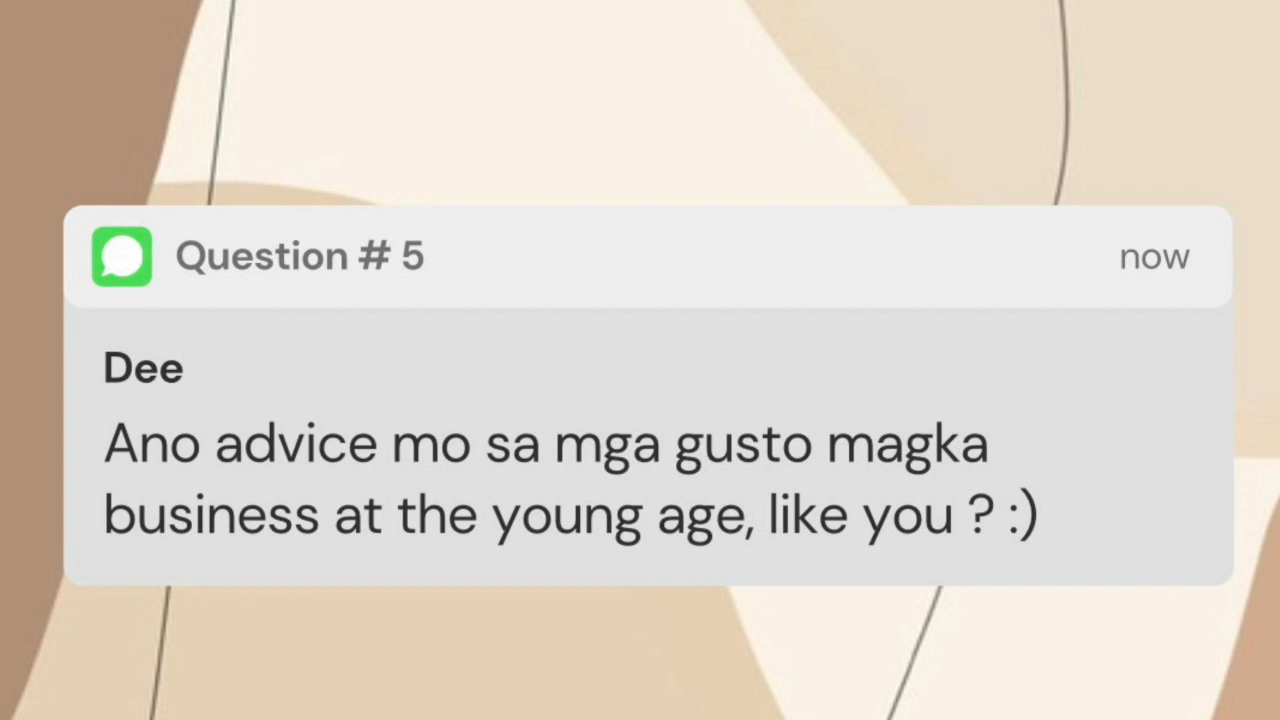 Question # 5
now
Dee
Ano advice mo sa mga gusto magka
business at the young age, like you ? :)